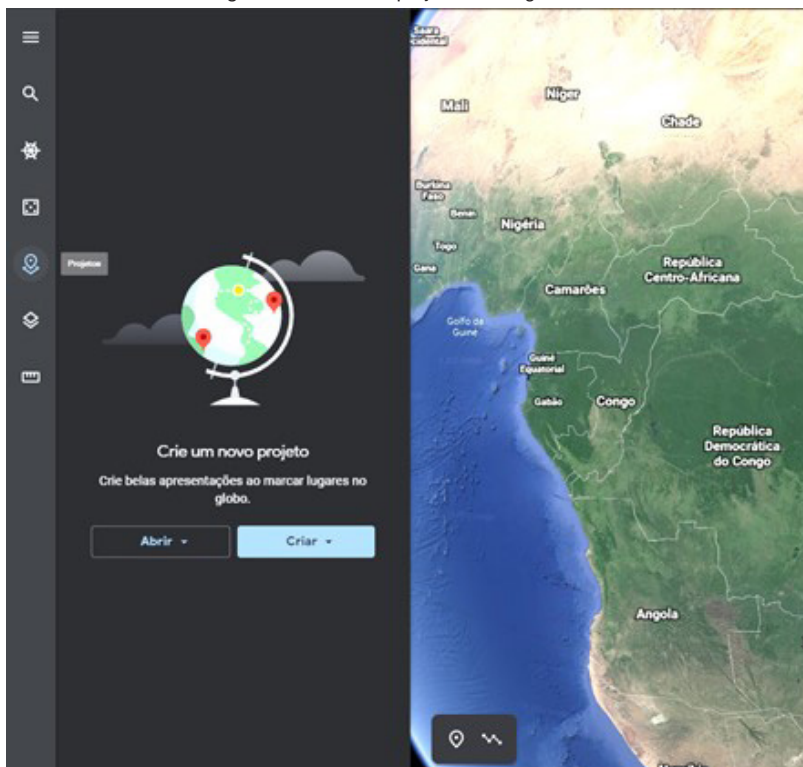 Projetos
Crie um novo projeto
Crie belas apresentações ao marcar lugares no
globo.
Abrir
Criar
Saara
Ocidental
Mali
Níger
Chade
Burkina
Faso
Benin
Nigéria
Togo
Gana
República
Centro-Africana
Camarões
Golfo da
Guiné
Guiné
Equatorial
Gabão
Congo
República
Democrática
do Congo
Angola